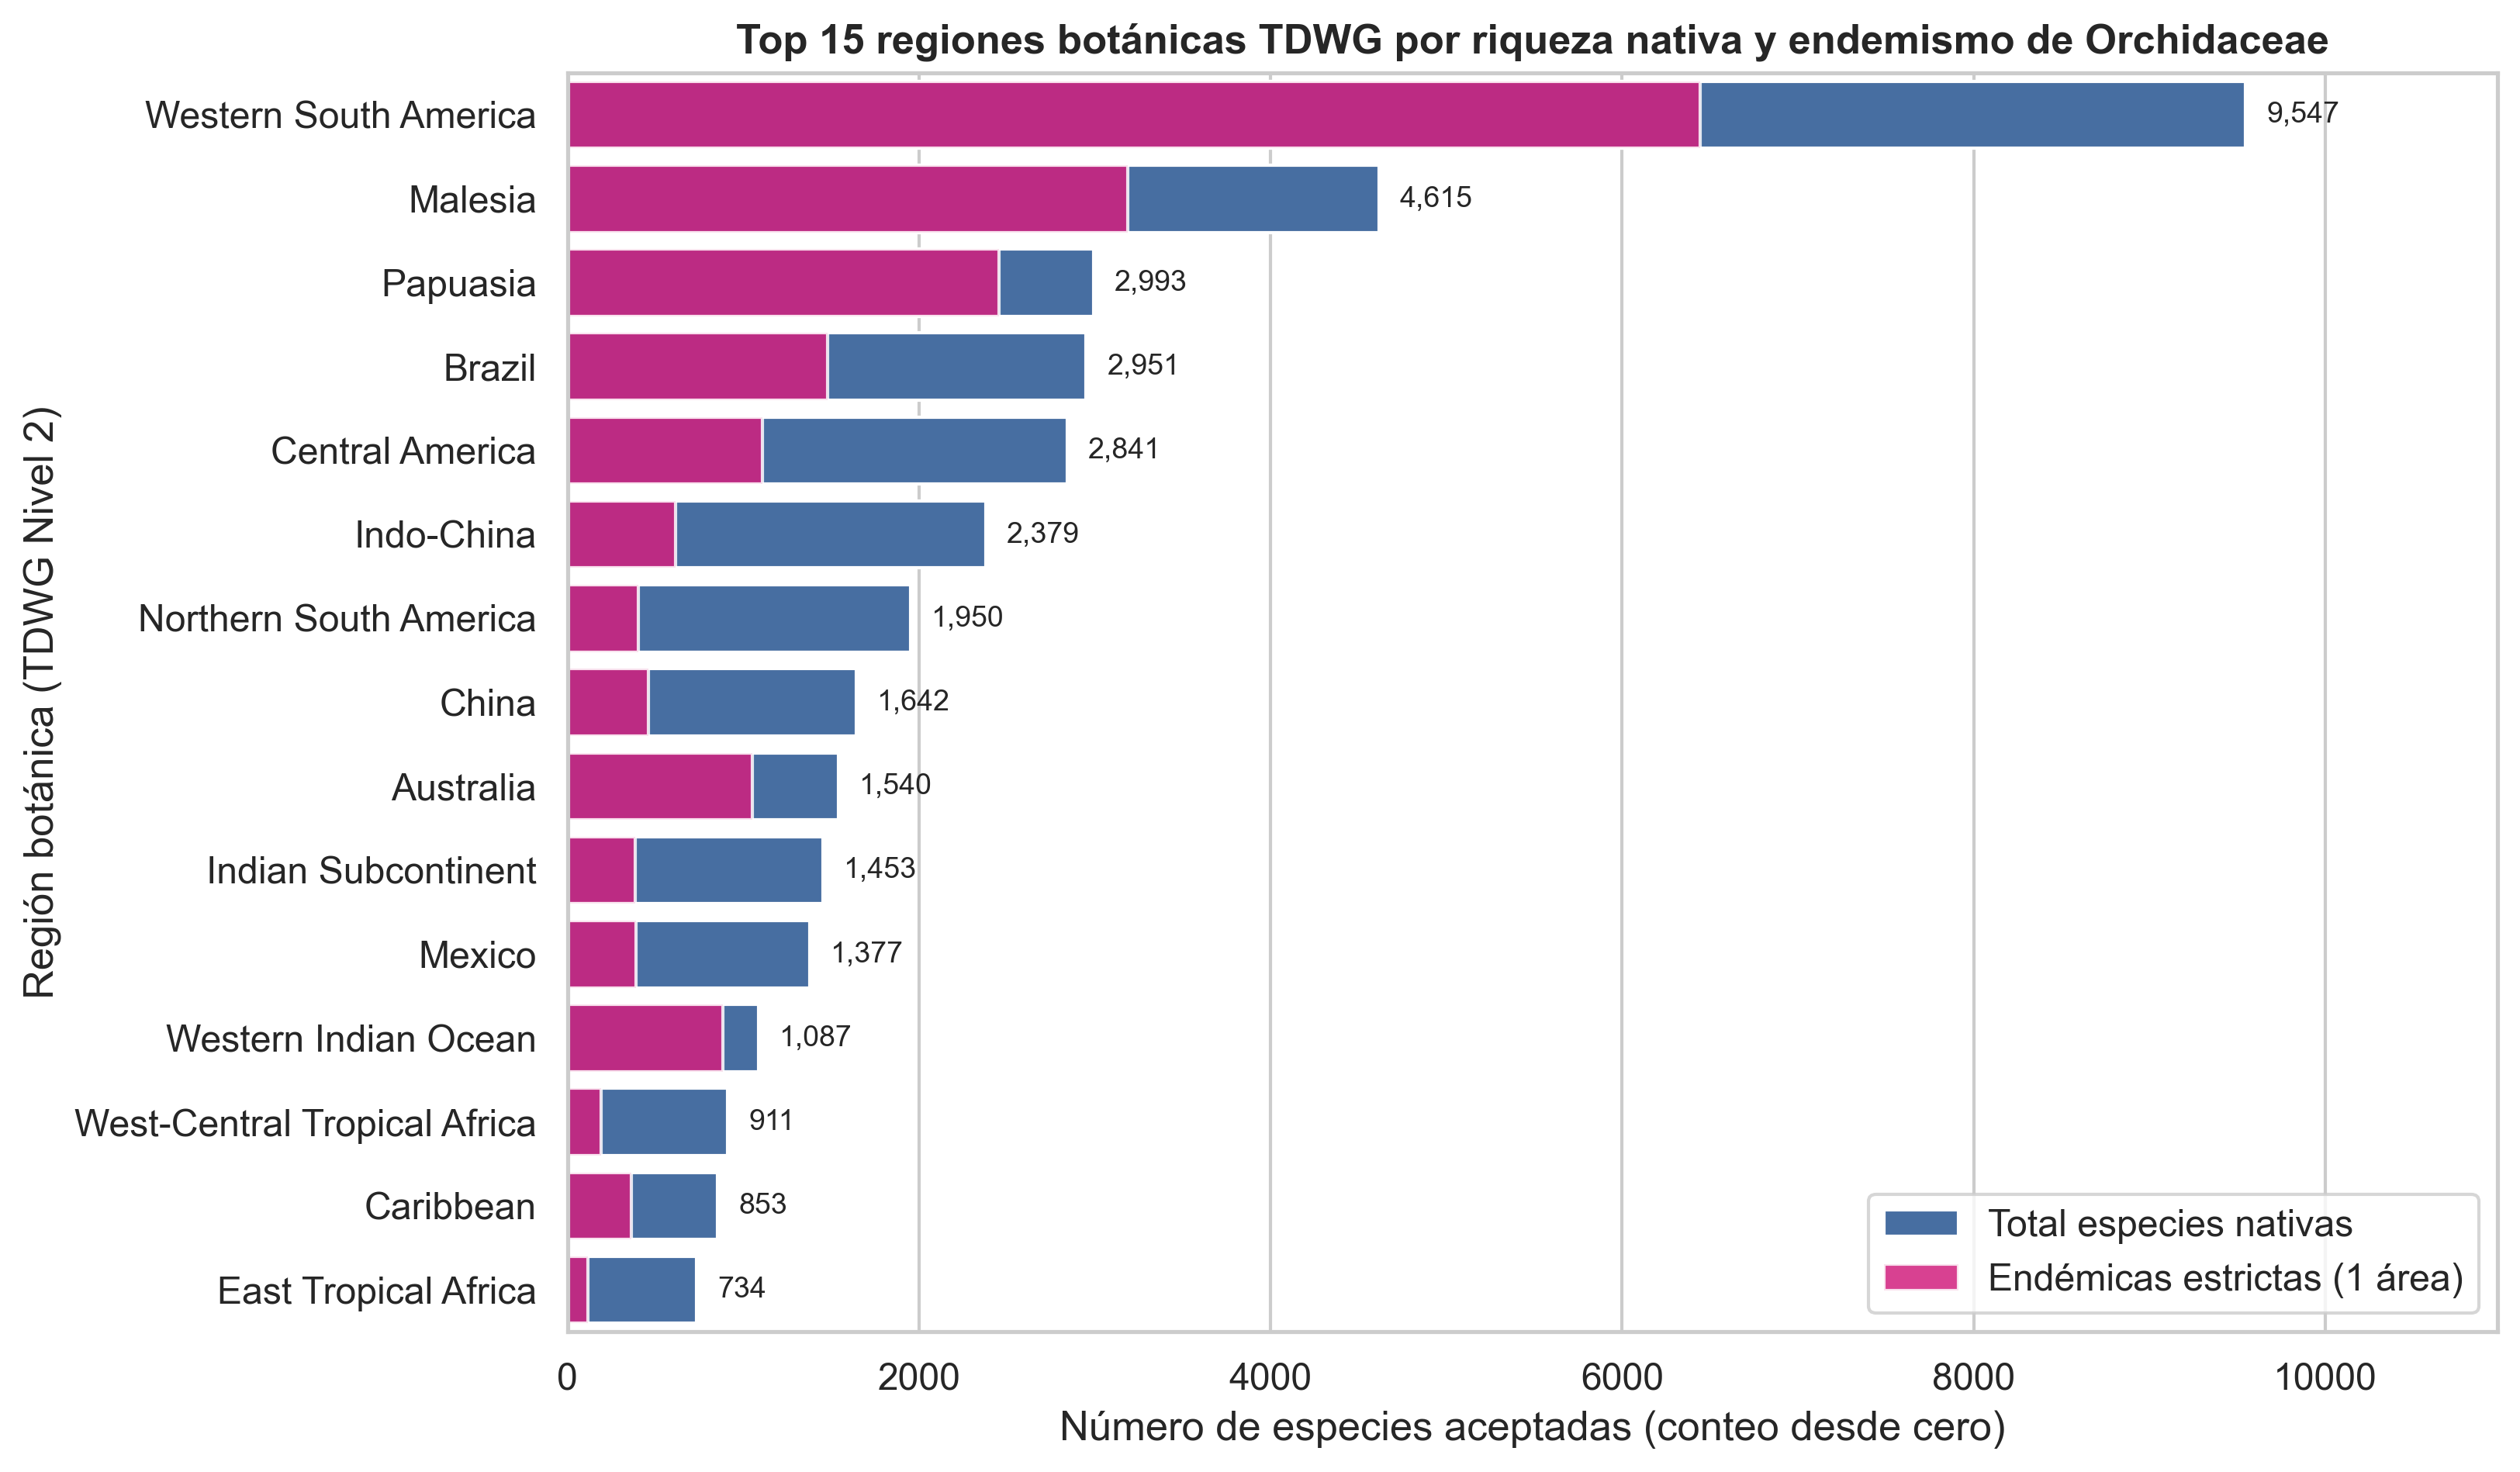 Top 15 regiones botánicas TDWG por riqueza nativa y endemismo de Orchidaceae
Región botánica (TDWG Nivel 2)
Western South America 9,547
Malesia 4,615
Papuasia 2,993
Brazil 2,951
Central America 2,841
Indo-China 2,379
Northern South America 1,950
China 1,642
Australia 1,540
Indian Subcontinent 1,453
Mexico 1,377
Western Indian Ocean 1,087
West-Central Tropical Africa 911
Caribbean 853
East Tropical Africa 734
Total especies nativas
Endémicas estrictas (1 área)
0 2000 4000 6000 8000 10000
Número de especies aceptadas (conteo desde cero)